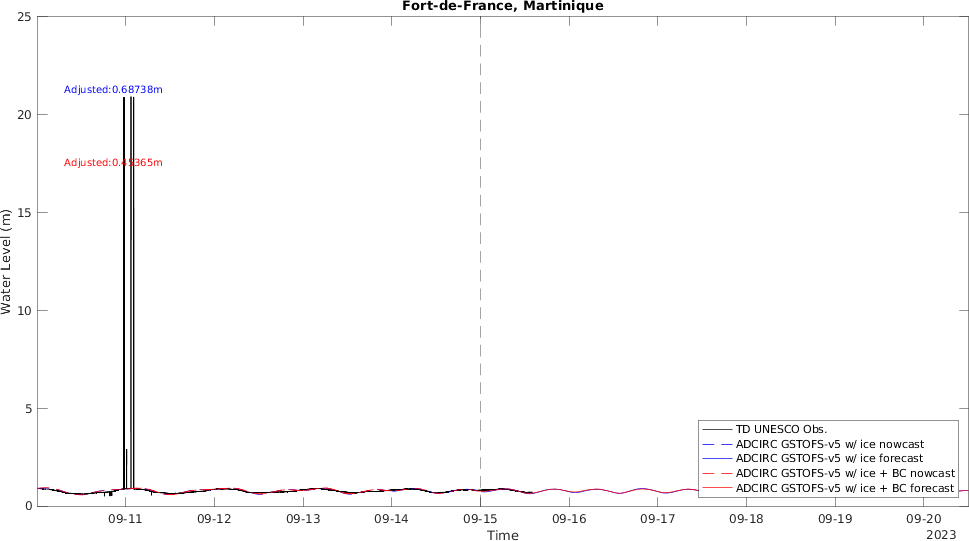 Fort-de-France, Martinique
25
20
15
10
5
0
Water Level (m)
Adjusted:0.68738m
Adjusted:0.45365m
TD UNESCO Obs.
ADCIRC GSTOFS-v5 w/ ice nowcast
ADCIRC GSTOFS-v5 w/ ice forecast
ADCIRC GSTOFS-v5 w/ ice + BC nowcast
ADCIRC GSTOFS-v5 w/ ice + BC forecast
09-11 09-12 09-13 09-14 09-15 09-16 09-17 09-18 09-19 09-20
Time
2023